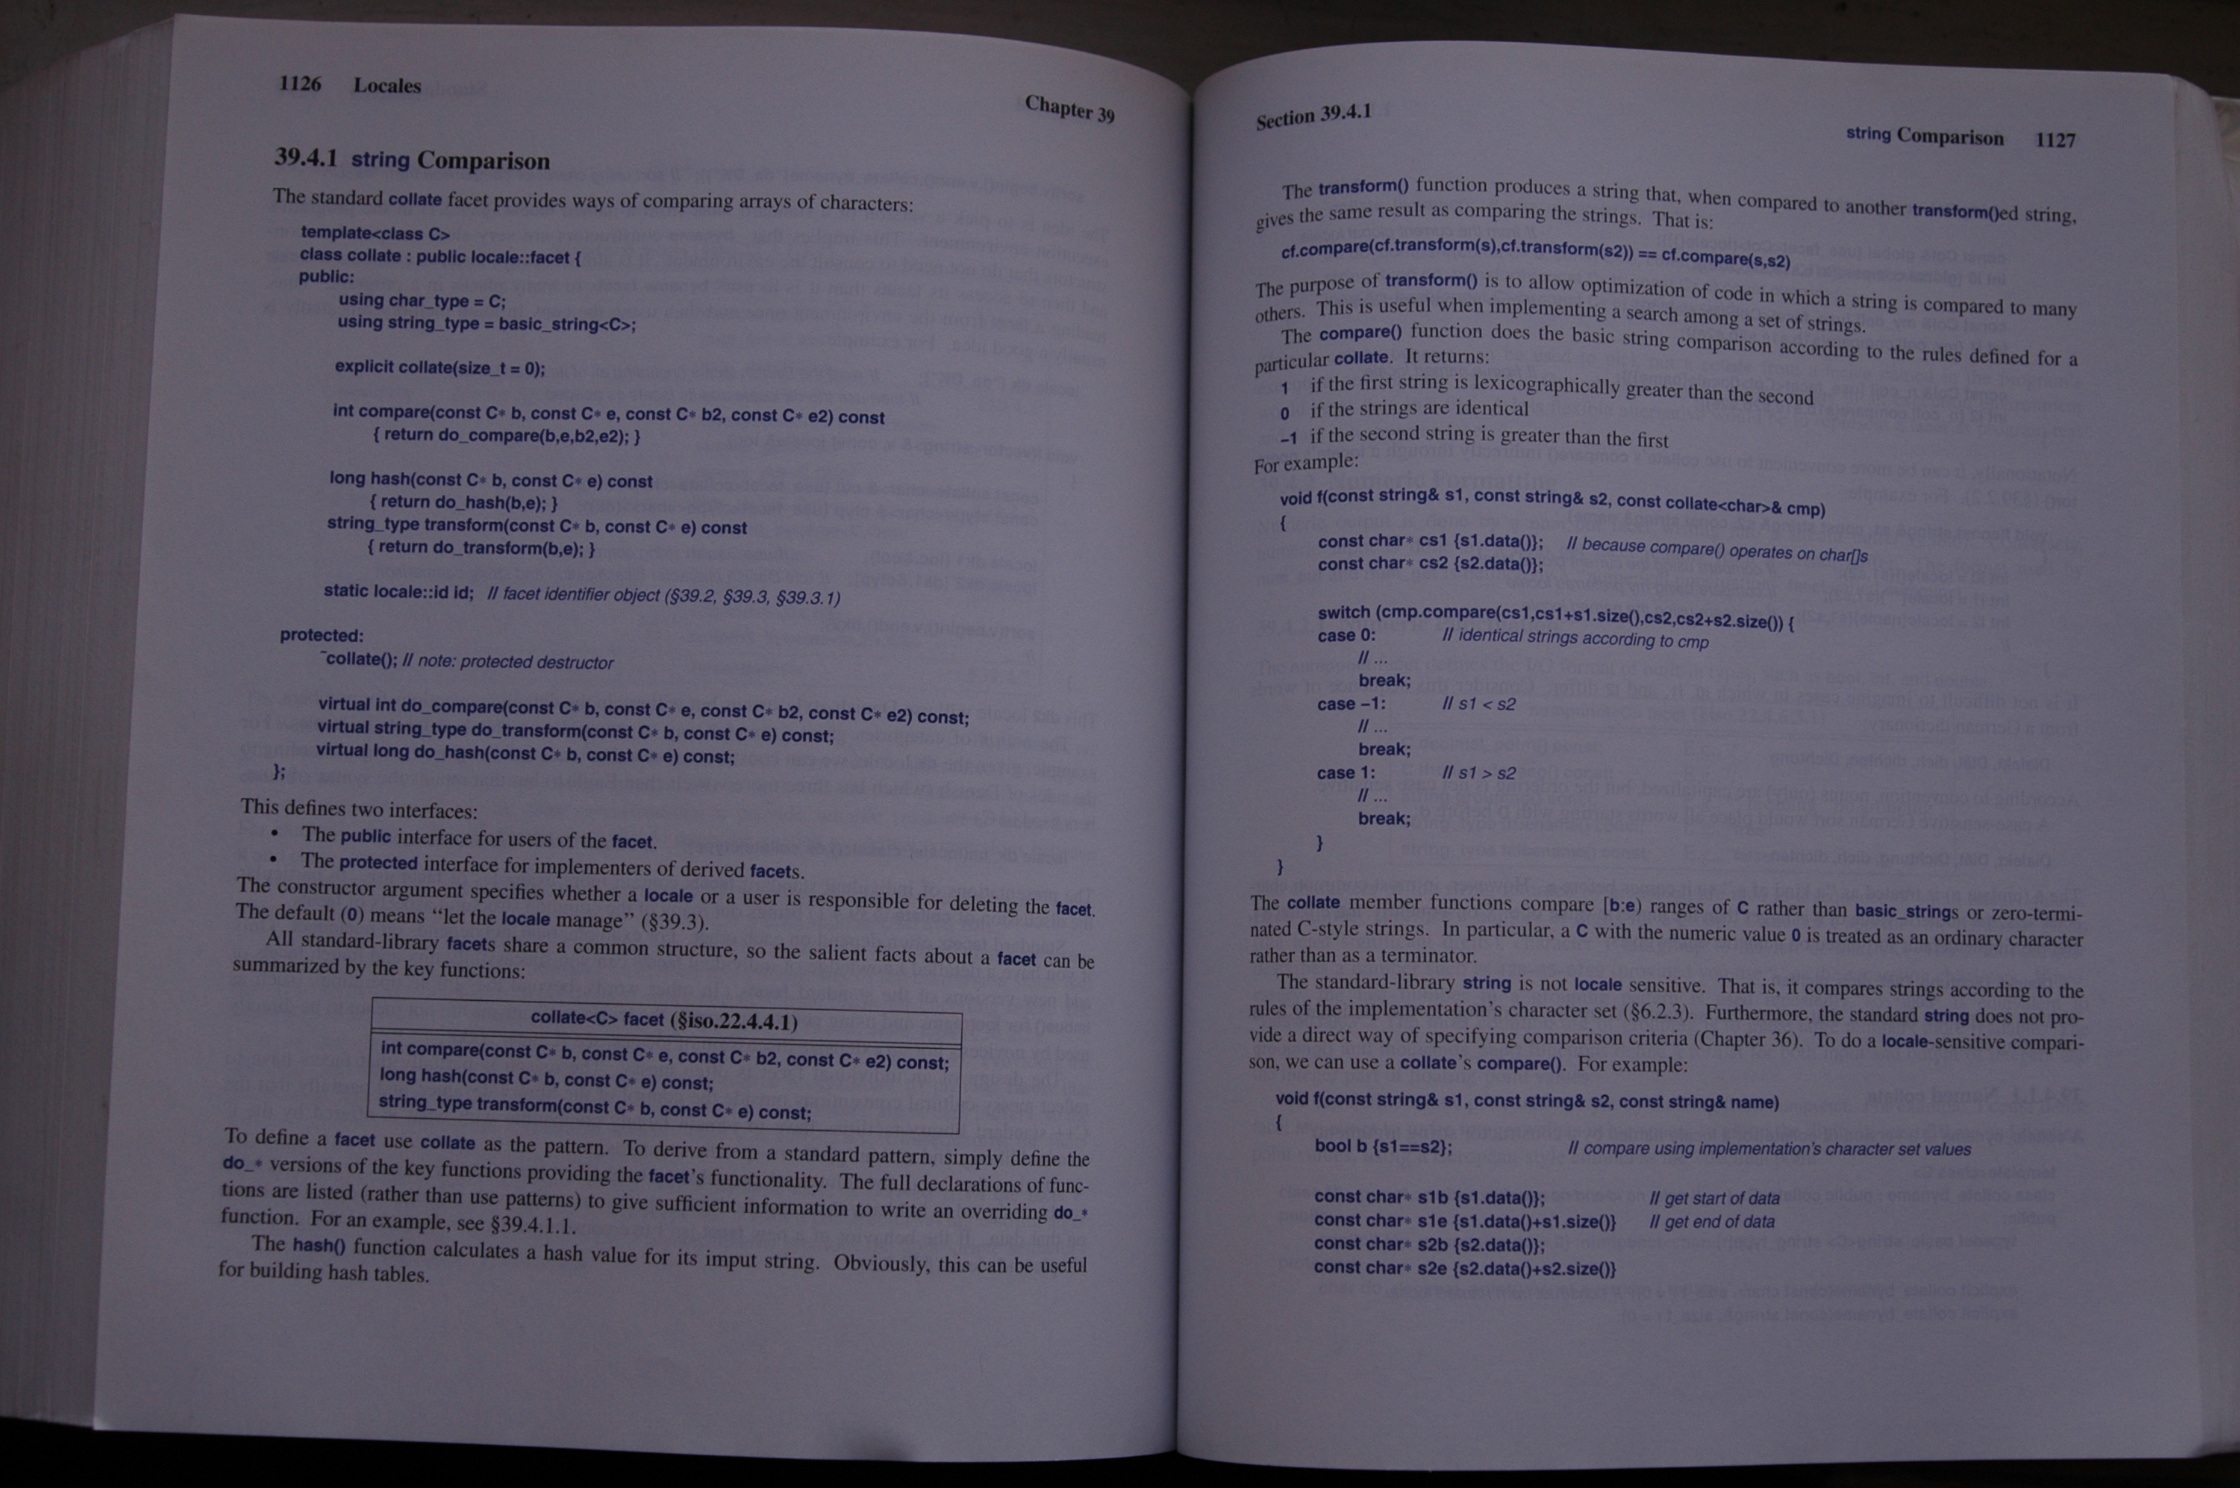 1126 Locales
Chapter 39
39.4.1 string Comparison
The standard collate facet provides ways of comparing arrays of characters:
template<class C>
class collate : public locale::facet {
public:
using char_type = C;
using string_type = basic_string<C>;
explicit collate(size_t = 0);
int compare(const C* b, const C* e, const C* b2, const C* e2) const
{ return do_compare(b,e,b2,e2); }
long hash(const C* b, const C* e) const
{ return do_hash(b,e); }
string_type transform(const C* b, const C* e) const
{ return do_transform(b,e); }
static locale::id id; // facet identifier object (§39.2, §39.3, §39.3.1)
protected:
~collate(); // note: protected destructor
virtual int do_compare(const C* b, const C* e, const C* b2, const C* e2) const;
virtual string_type do_transform(const C* b, const C* e) const;
virtual long do_hash(const C* b, const C* e) const;
};
This defines two interfaces:
• The public interface for users of the facet.
• The protected interface for implementers of derived facets.
The constructor argument specifies whether a locale or a user is responsible for deleting the facet.
The default (0) means “let the locale manage” (§39.3).
All standard-library facets share a common structure, so the salient facts about a facet can be
summarized by the key functions:
collate<C> facet (§iso.22.4.4.1)
int compare(const C* b, const C* e, const C* b2, const C* e2) const;
long hash(const C* b, const C* e) const;
string_type transform(const C* b, const C* e) const;
To define a facet use collate as the pattern. To derive from a standard pattern, simply define the
do_* versions of the key functions providing the facet's functionality. The full declarations of func-
tions are listed (rather than use patterns) to give sufficient information to write an overriding do_*
function. For an example, see §39.4.1.1.
The hash() function calculates a hash value for its imput string. Obviously, this can be useful
for building hash tables.
Section 39.4.1
string Comparison 1127
The transform() function produces a string that, when compared to another transform()ed string,
gives the same result as comparing the strings. That is:
cf.compare(cf.transform(s),cf.transform(s2)) == cf.compare(s,s2)
The purpose of transform() is to allow optimization of code in which a string is compared to many
others. This is useful when implementing a search among a set of strings.
The compare() function does the basic string comparison according to the rules defined for a
particular collate. It returns:
1 if the first string is lexicographically greater than the second
0 if the strings are identical
–1 if the second string is greater than the first
For example:
void f(const string& s1, const string& s2, const collate<char>& cmp)
{
const char* cs1 {s1.data()}; // because compare() operates on char[]s
const char* cs2 {s2.data()};
switch (cmp.compare(cs1,cs1+s1.size(),cs2,cs2+s2.size()) {
case 0: // identical strings according to cmp
// ...
break;
case –1: // s1 < s2
// ...
break;
case 1: // s1 > s2
// ...
break;
}
}
The collate member functions compare [b:e) ranges of C rather than basic_strings or zero-termi-
nated C-style strings. In particular, a C with the numeric value 0 is treated as an ordinary character
rather than as a terminator.
The standard-library string is not locale sensitive. That is, it compares strings according to the
rules of the implementation's character set (§6.2.3). Furthermore, the standard string does not pro-
vide a direct way of specifying comparison criteria (Chapter 36). To do a locale-sensitive compari-
son, we can use a collate's compare(). For example:
void f(const string& s1, const string& s2, const string& name)
{
bool b {s1==s2}; // compare using implementation's character set values
const char* s1b {s1.data()}; // get start of data
const char* s1e {s1.data()+s1.size()} // get end of data
const char* s2b {s2.data()};
const char* s2e {s2.data()+s2.size()}